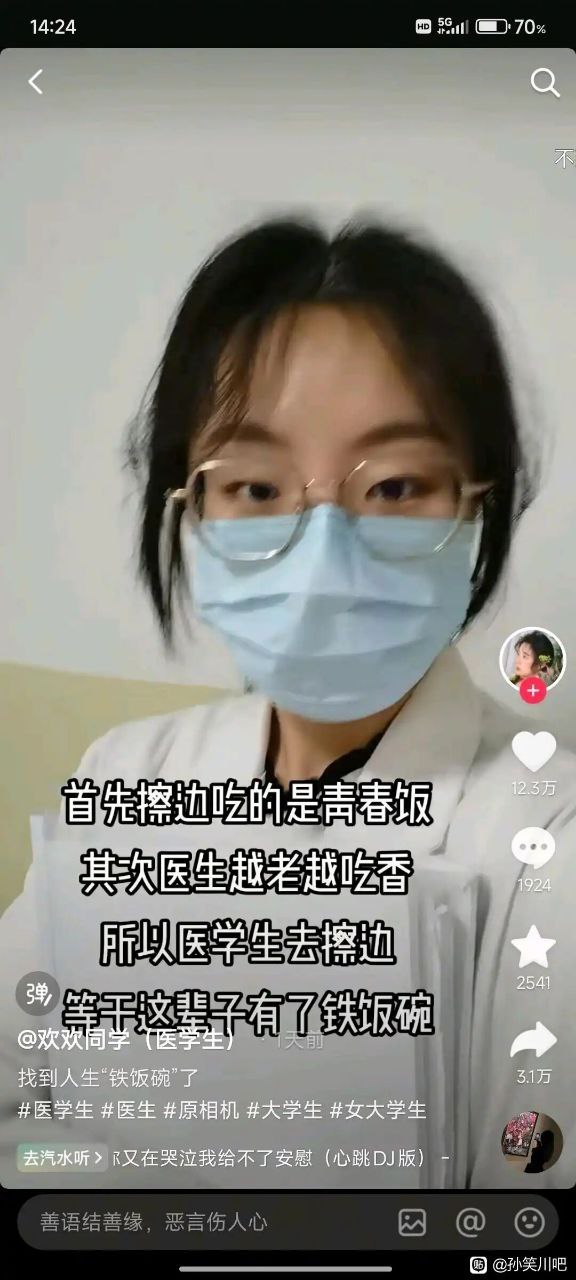 14:24
HD 5G 70%
不
首先擦边吃的是青春饭
其次医生越老越吃香
所以医学生去擦边
等于这辈子有了铁饭碗
弹
@欢欢同学（医学生） · 1天前
找到人生“铁饭碗”了
#医学生 #医生 #原相机 #大学生 #女大学生
去汽水听 > 又在哭泣我给不了安慰（心跳DJ版） -
12.3万
1924
2541
3.1万
善语结善缘，恶言伤人心
@孙笑川吧